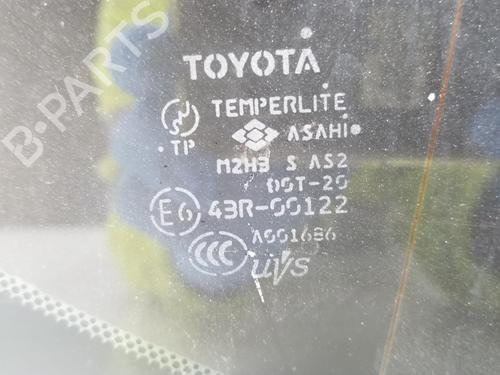 TOYOTA
TEMPERLITE
TP
ASAHI
M2H3 S AS2
DOT-20
E6 43R-00122
CCC
A001686
UVS
B-PARTS